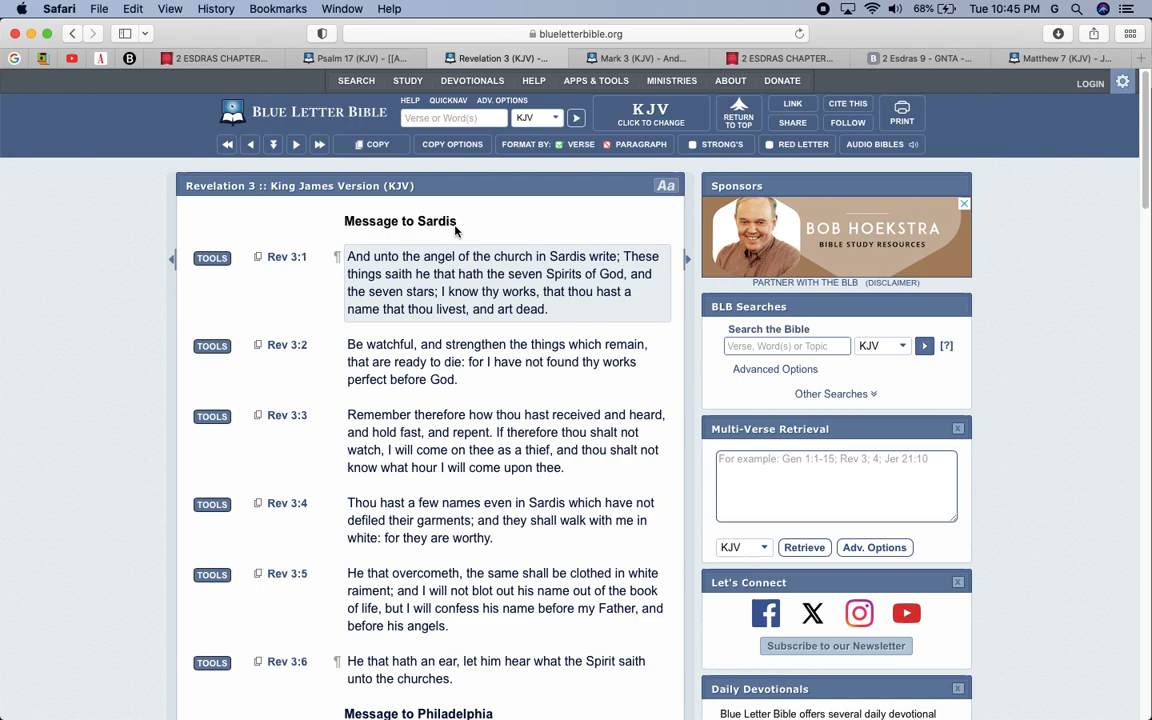 Safari File Edit View History Bookmarks Window Help 68% Tue 10:45 PM G
blueletterbible.org
2 ESDRAS CHAPTER... Psalm 17 (KJV) - [[A... Revelation 3 (KJV) -... Mark 3 (KJV) - And... 2 ESDRAS CHAPTER... 2 Esdras 9 - GNTA -... Matthew 7 (KJV) - J...
SEARCH STUDY DEVOTIONALS HELP APPS & TOOLS MINISTRIES ABOUT DONATE LOGIN
BLUE LETTER BIBLE
HELP QUICKNAV ADV. OPTIONS
Verse or Word(s) KJV
KJV
CLICK TO CHANGE
RETURN
TO TOP
LINK CITE THIS
SHARE FOLLOW
PRINT
COPY COPY OPTIONS FORMAT BY: VERSE PARAGRAPH STRONG'S RED LETTER AUDIO BIBLES
Revelation 3 :: King James Version (KJV) Aa
Message to Sardis
TOOLS Rev 3:1 ¶ And unto the angel of the church in Sardis write; These
things saith he that hath the seven Spirits of God, and
the seven stars; I know thy works, that thou hast a
name that thou livest, and art dead.
TOOLS Rev 3:2 Be watchful, and strengthen the things which remain,
that are ready to die: for I have not found thy works
perfect before God.
TOOLS Rev 3:3 Remember therefore how thou hast received and heard,
and hold fast, and repent. If therefore thou shalt not
watch, I will come on thee as a thief, and thou shalt not
know what hour I will come upon thee.
TOOLS Rev 3:4 Thou hast a few names even in Sardis which have not
defiled their garments; and they shall walk with me in
white: for they are worthy.
TOOLS Rev 3:5 He that overcometh, the same shall be clothed in white
raiment; and I will not blot out his name out of the book
of life, but I will confess his name before my Father, and
before his angels.
TOOLS Rev 3:6 ¶ He that hath an ear, let him hear what the Spirit saith
unto the churches.
Message to Philadelphia
Sponsors
BOB HOEKSTRA
BIBLE STUDY RESOURCES
PARTNER WITH THE BLB (DISCLAIMER)
BLB Searches
Search the Bible
Verse, Word(s) or Topic KJV [?]
Advanced Options
Other Searches
Multi-Verse Retrieval
For example: Gen 1:1-15; Rev 3; 4; Jer 21:10
KJV Retrieve Adv. Options
Let's Connect
Subscribe to our Newsletter
Daily Devotionals
Blue Letter Bible offers several daily devotional